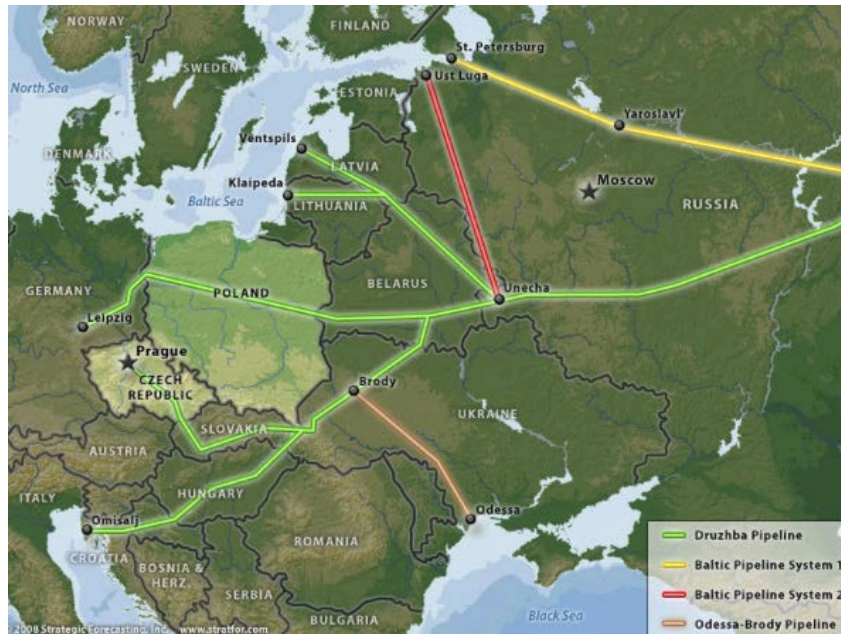 NORWAY
FINLAND
SWEDEN
St. Petersburg
Ust Luga
North Sea
ESTONIA
Yaroslavl'
Ventspils
DENMARK
LATVIA
Moscow
Klaipeda
LITHUANIA
Baltic Sea
RUSSIA
BELARUS
GERMANY
POLAND
Unecha
Leipzig
Prague
CZECH
REPUBLIC
Brody
SLOVAKIA
UKRAINE
AUSTRIA
HUNGARY
ITALY
Omisalj
Odessa
CROATIA
ROMANIA
BOSNIA &
HERZ.
SERBIA
BULGARIA
Black Sea
Druzhba Pipeline
Baltic Pipeline System 1
Baltic Pipeline System 2
Odessa-Brody Pipeline
2008 Strategic Forecasting, Inc. www.stratfor.com